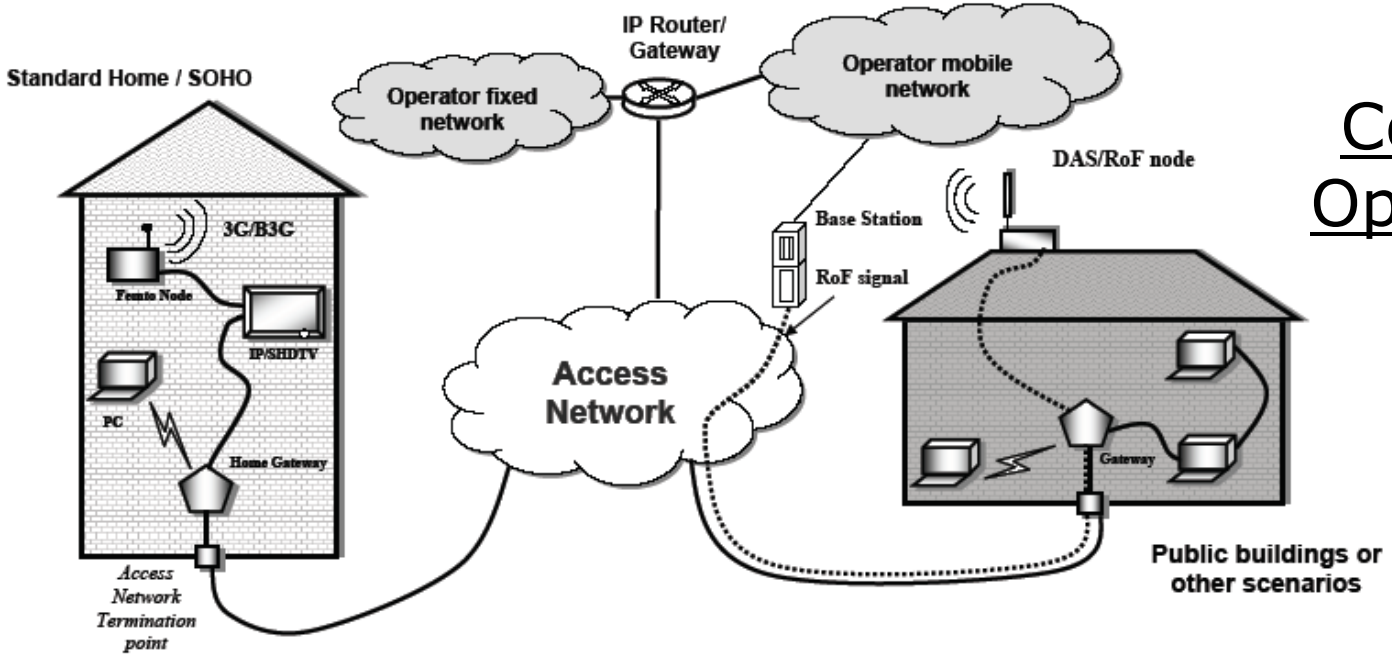 IP Router/
Gateway
Standard Home / SOHO
Operator fixed
network
Operator mobile
network
DAS/RoF node
3G/B3G
Base Station
Femto Node
RoF signal
IP/SHDTV
Access
Network
PC
Home Gateway
Gateway
Public buildings or
other scenarios
Access
Network
Termination
point